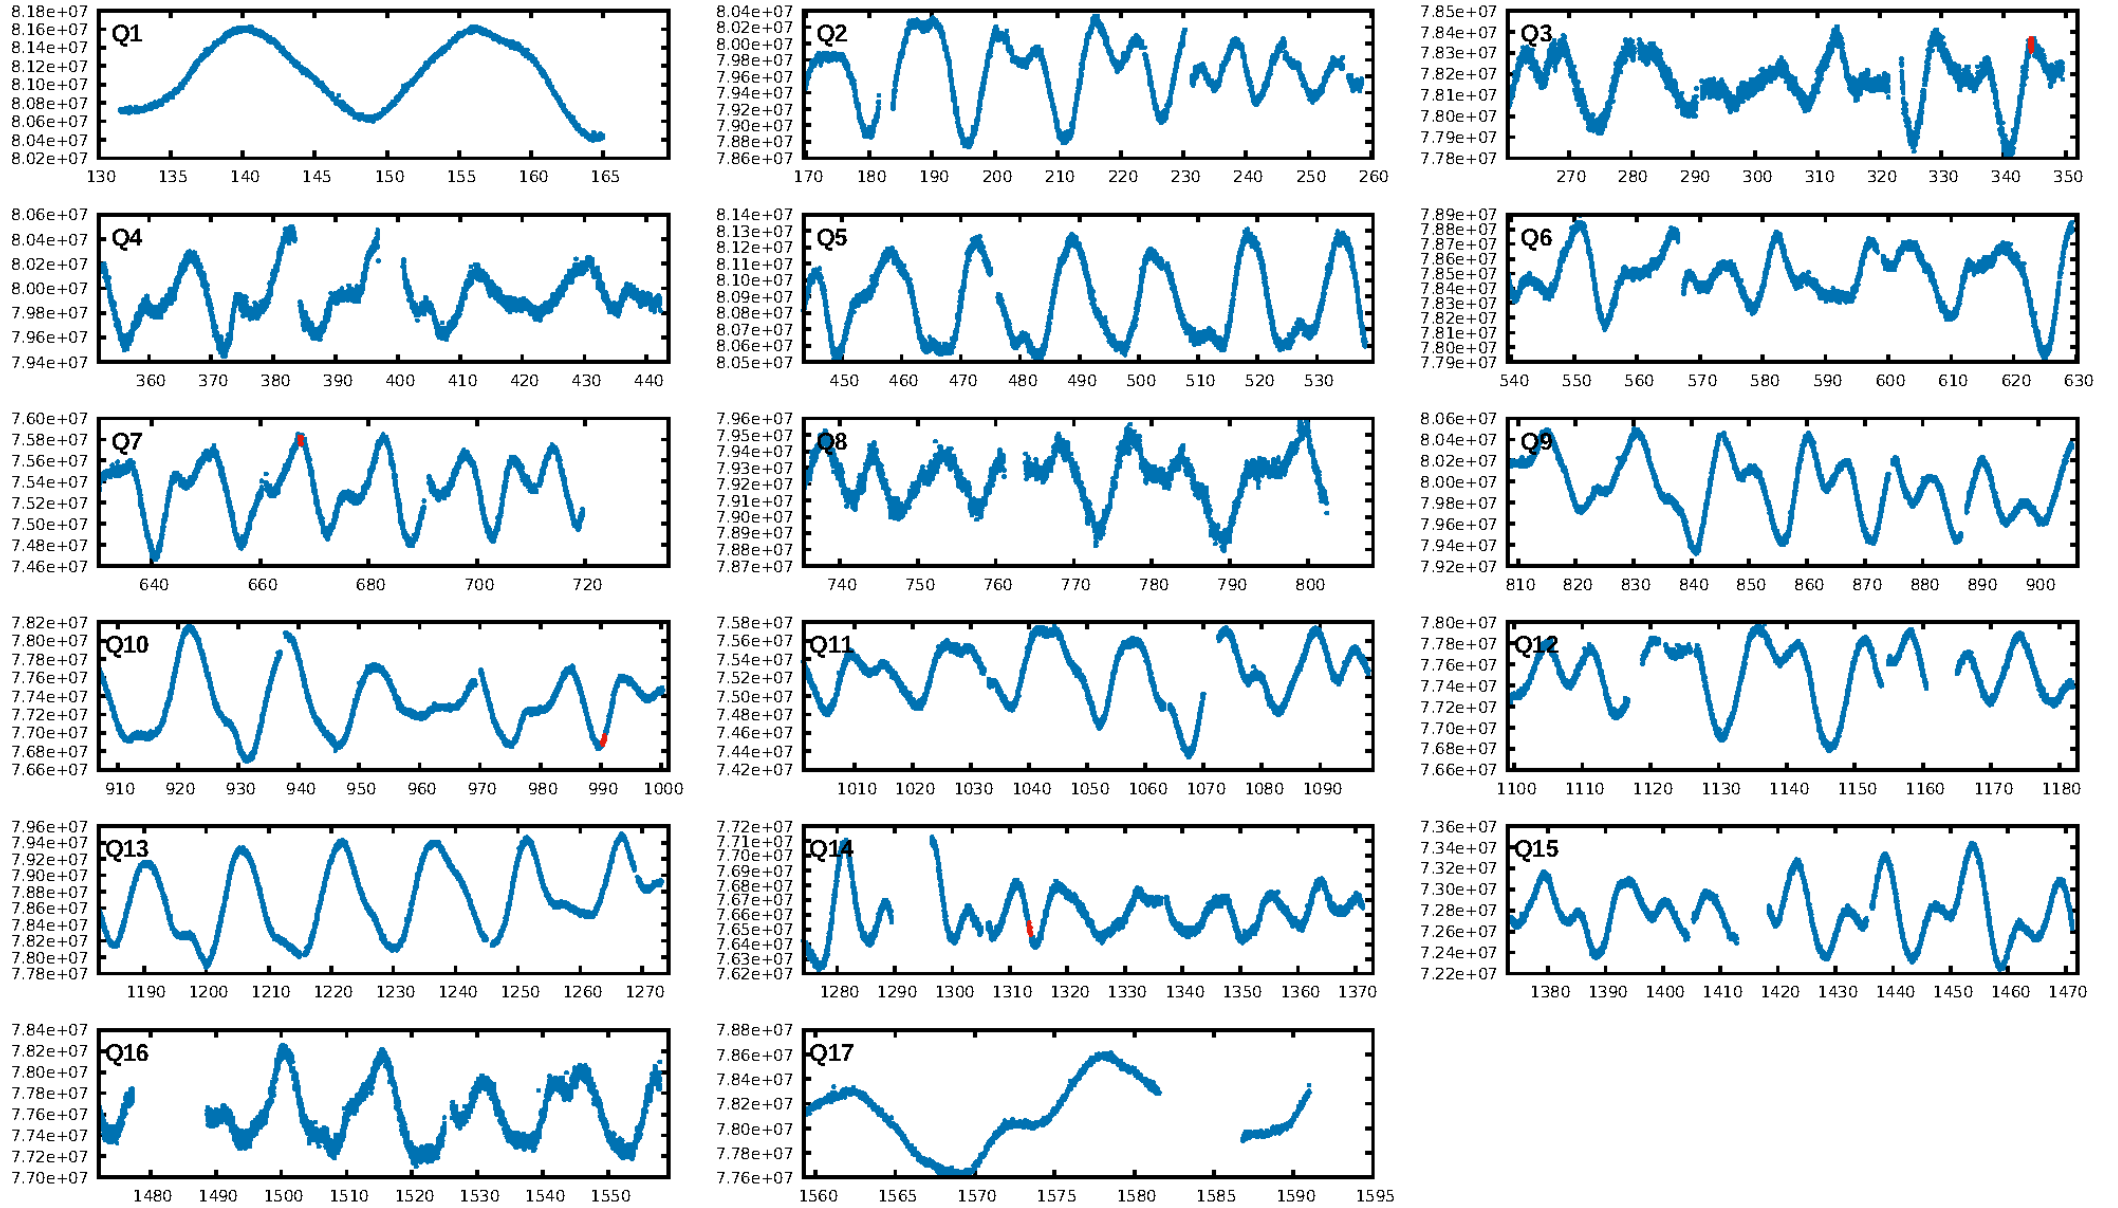 8.18e+07
8.16e+07
8.14e+07
8.12e+07
8.10e+07
8.08e+07
8.06e+07
8.04e+07
8.02e+07
Q1
130 135 140 145 150 155 160 165
8.04e+07
8.02e+07
8.00e+07
7.98e+07
7.96e+07
7.94e+07
7.92e+07
7.90e+07
7.88e+07
7.86e+07
Q2
170 180 190 200 210 220 230 240 250 260
7.85e+07
7.84e+07
7.83e+07
7.82e+07
7.81e+07
7.80e+07
7.79e+07
7.78e+07
Q3
270 280 290 300 310 320 330 340 350
8.06e+07
8.04e+07
8.02e+07
8.00e+07
7.98e+07
7.96e+07
7.94e+07
Q4
360 370 380 390 400 410 420 430 440
8.14e+07
8.13e+07
8.12e+07
8.11e+07
8.10e+07
8.09e+07
8.08e+07
8.07e+07
8.06e+07
8.05e+07
Q5
450 460 470 480 490 500 510 520 530
7.89e+07
7.88e+07
7.87e+07
7.86e+07
7.85e+07
7.84e+07
7.83e+07
7.82e+07
7.81e+07
7.80e+07
7.79e+07
Q6
540 550 560 570 580 590 600 610 620 630
7.60e+07
7.58e+07
7.56e+07
7.54e+07
7.52e+07
7.50e+07
7.48e+07
7.46e+07
Q7
640 660 680 700 720
7.96e+07
7.95e+07
7.94e+07
7.93e+07
7.92e+07
7.91e+07
7.90e+07
7.89e+07
7.88e+07
7.87e+07
Q8
740 750 760 770 780 790 800
8.06e+07
8.04e+07
8.02e+07
8.00e+07
7.98e+07
7.96e+07
7.94e+07
7.92e+07
Q9
810 820 830 840 850 860 870 880 890 900
7.82e+07
7.80e+07
7.78e+07
7.76e+07
7.74e+07
7.72e+07
7.70e+07
7.68e+07
7.66e+07
Q10
910 920 930 940 950 960 970 980 990 1000
7.58e+07
7.56e+07
7.54e+07
7.52e+07
7.50e+07
7.48e+07
7.46e+07
7.44e+07
7.42e+07
Q11
1010 1020 1030 1040 1050 1060 1070 1080 1090
7.80e+07
7.78e+07
7.76e+07
7.74e+07
7.72e+07
7.70e+07
7.68e+07
7.66e+07
Q12
1100 1110 1120 1130 1140 1150 1160 1170 1180
7.96e+07
7.94e+07
7.92e+07
7.90e+07
7.88e+07
7.86e+07
7.84e+07
7.82e+07
7.80e+07
7.78e+07
Q13
1190 1200 1210 1220 1230 1240 1250 1260 1270
7.72e+07
7.71e+07
7.70e+07
7.69e+07
7.68e+07
7.67e+07
7.66e+07
7.65e+07
7.64e+07
7.63e+07
7.62e+07
Q14
1280 1290 1300 1310 1320 1330 1340 1350 1360 1370
7.36e+07
7.34e+07
7.32e+07
7.30e+07
7.28e+07
7.26e+07
7.24e+07
7.22e+07
Q15
1380 1390 1400 1410 1420 1430 1440 1450 1460 1470
7.84e+07
7.82e+07
7.80e+07
7.78e+07
7.76e+07
7.74e+07
7.72e+07
7.70e+07
Q16
1480 1490 1500 1510 1520 1530 1540 1550
7.88e+07
7.86e+07
7.84e+07
7.82e+07
7.80e+07
7.78e+07
7.76e+07
Q17
1560 1565 1570 1575 1580 1585 1590 1595